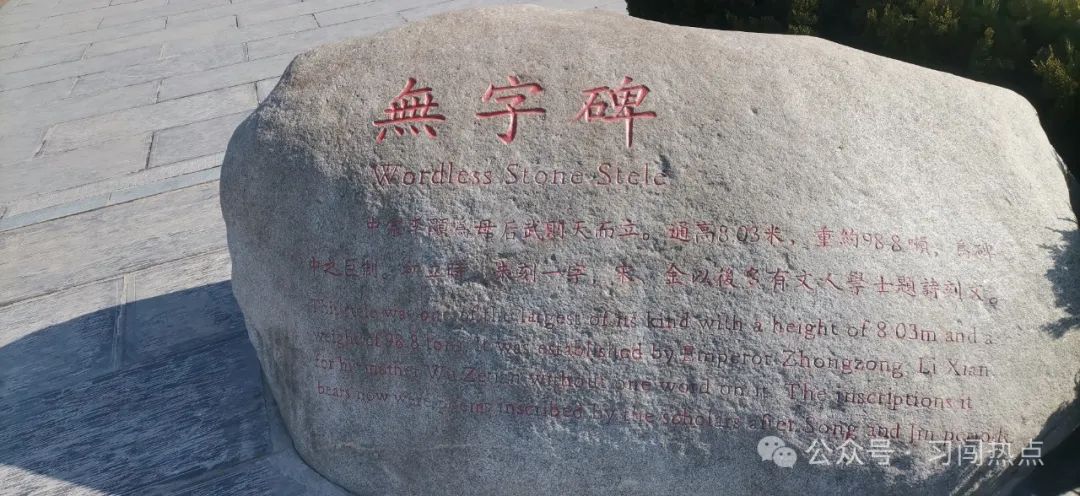 無字碑
Wordless Stone Stele
中宗李顯爲母后武則天而立。通高8.03米，重約98.8噸，爲碑
中之巨制。初立時，未刻一字，宋、金以後多有文人學士題詩刻文。
This stele was one of the largest of its kind with a height of 8.03m and a
weight of 98.8 tons. It was established by Emperor Zhongzong, Li Xian,
for his mother Wu Zetian without one word on it. The inscriptions it
bears now were inscribed by the scholars after Song and Jin periods
公众号·习闯热点